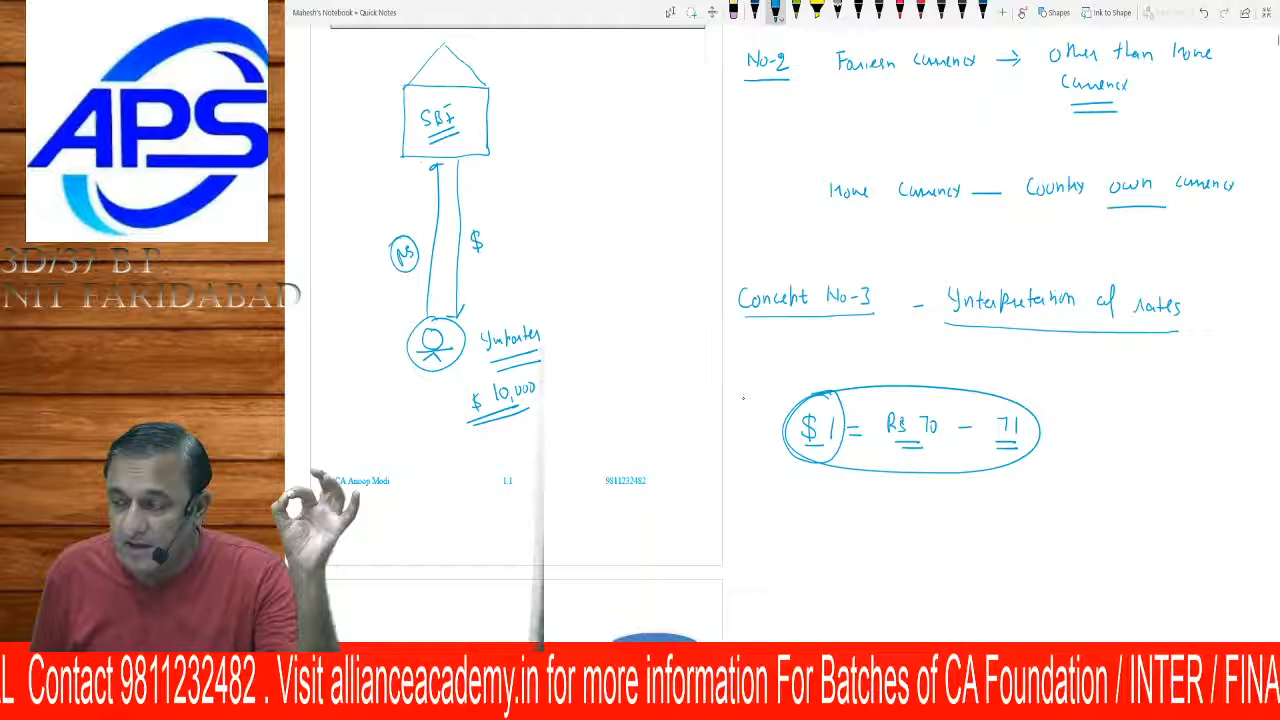 Mahesh's Notebook + Quick Notes
Shapes
Ink to Shape
APS
3D/37 B.P.
NIT FARIDABAD
SBI
RS
$
Importer
$ 10,000
CA Anoop Modi 1.1 9811232482
No-2 Foriegn currency → other than Home
currency
Home currency — Country own currency
Concept No-3 - Interpretation of rates
$ 1 = RS 70 - 71
L Contact 9811232482 . Visit allianceacademy.in for more information For Batches of CA Foundation / INTER / FINA